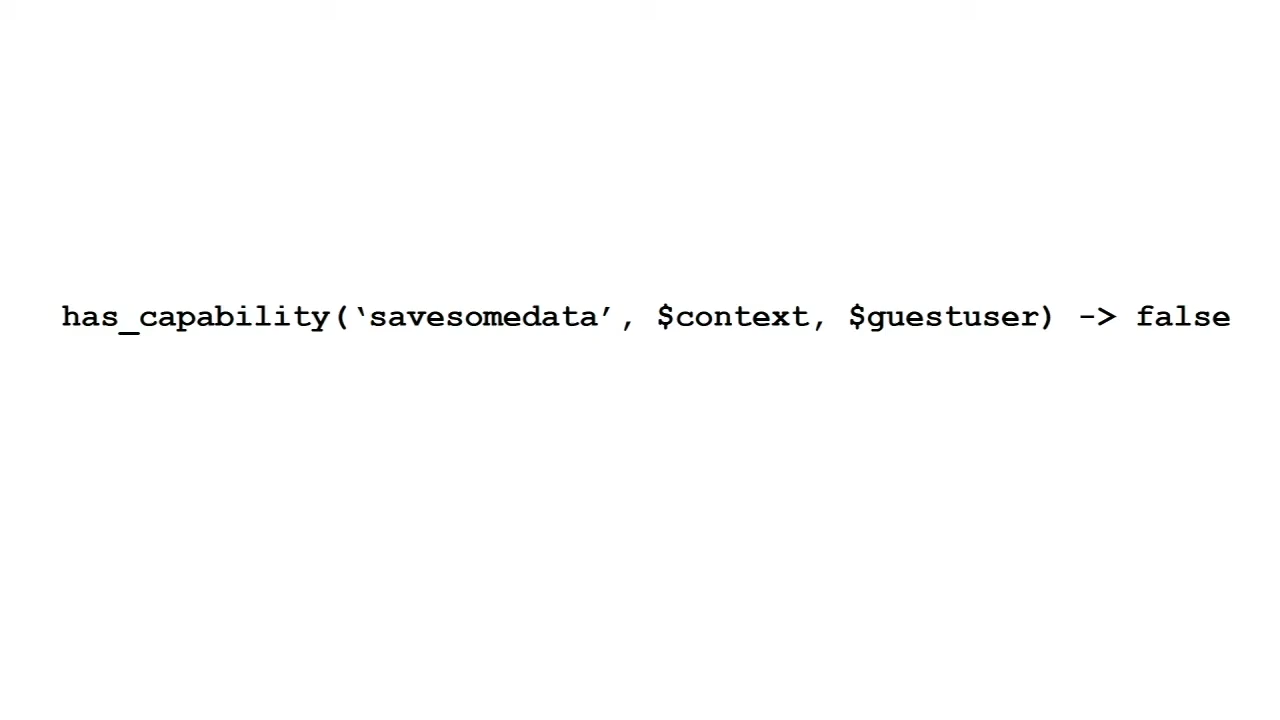 has_capability(‘savesomedata’, $context, $guestuser) -> false